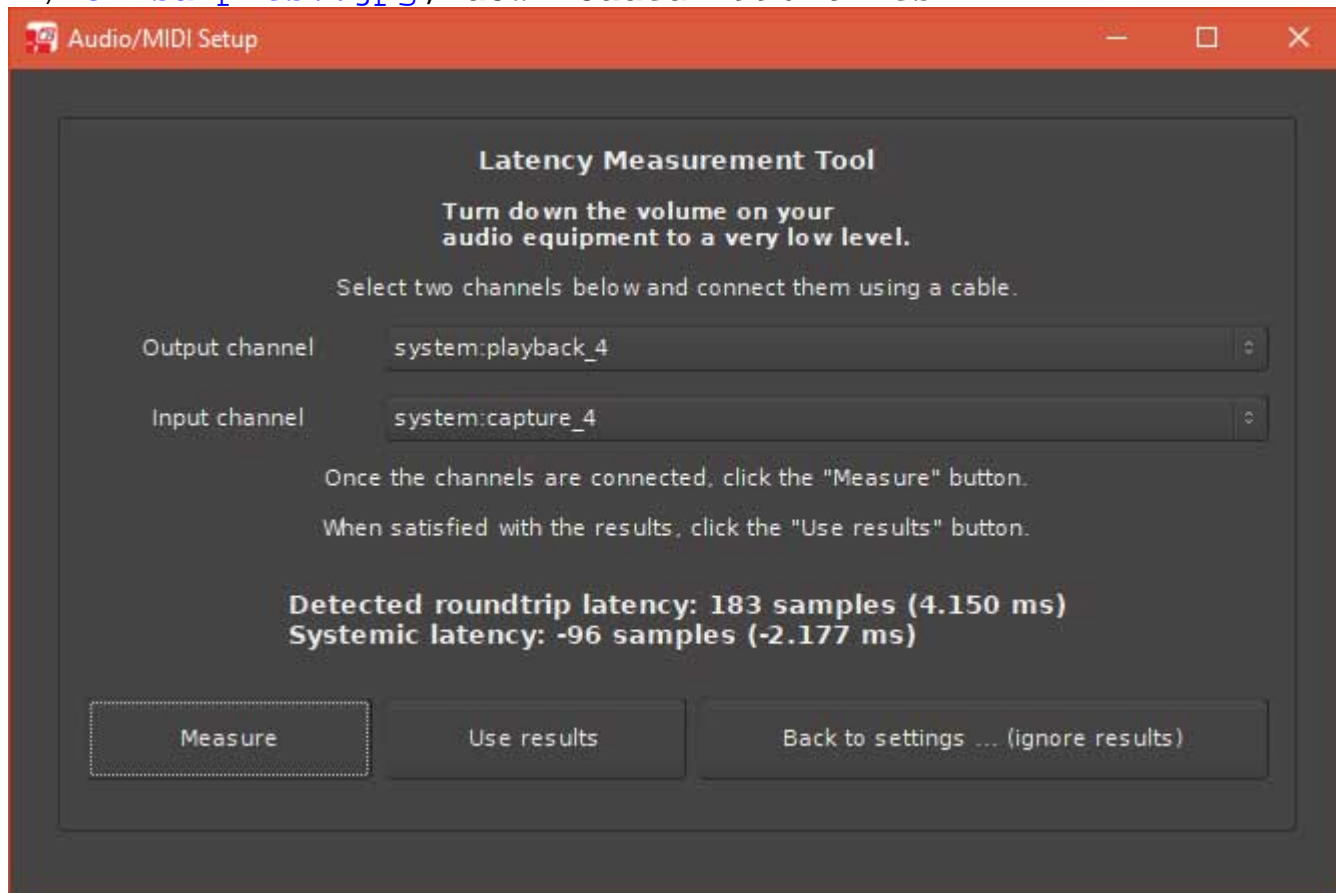 Audio/MIDI Setup
Latency Measurement Tool
Turn down the volume on your
audio equipment to a very low level.
Select two channels below and connect them using a cable.
Output channel
system:playback_4
Input channel
system:capture_4
Once the channels are connected, click the "Measure" button.
When satisfied with the results, click the "Use results" button.
Detected roundtrip latency: 183 samples (4.150 ms)
Systemic latency: -96 samples (-2.177 ms)
Measure
Use results
Back to settings ... (ignore results)